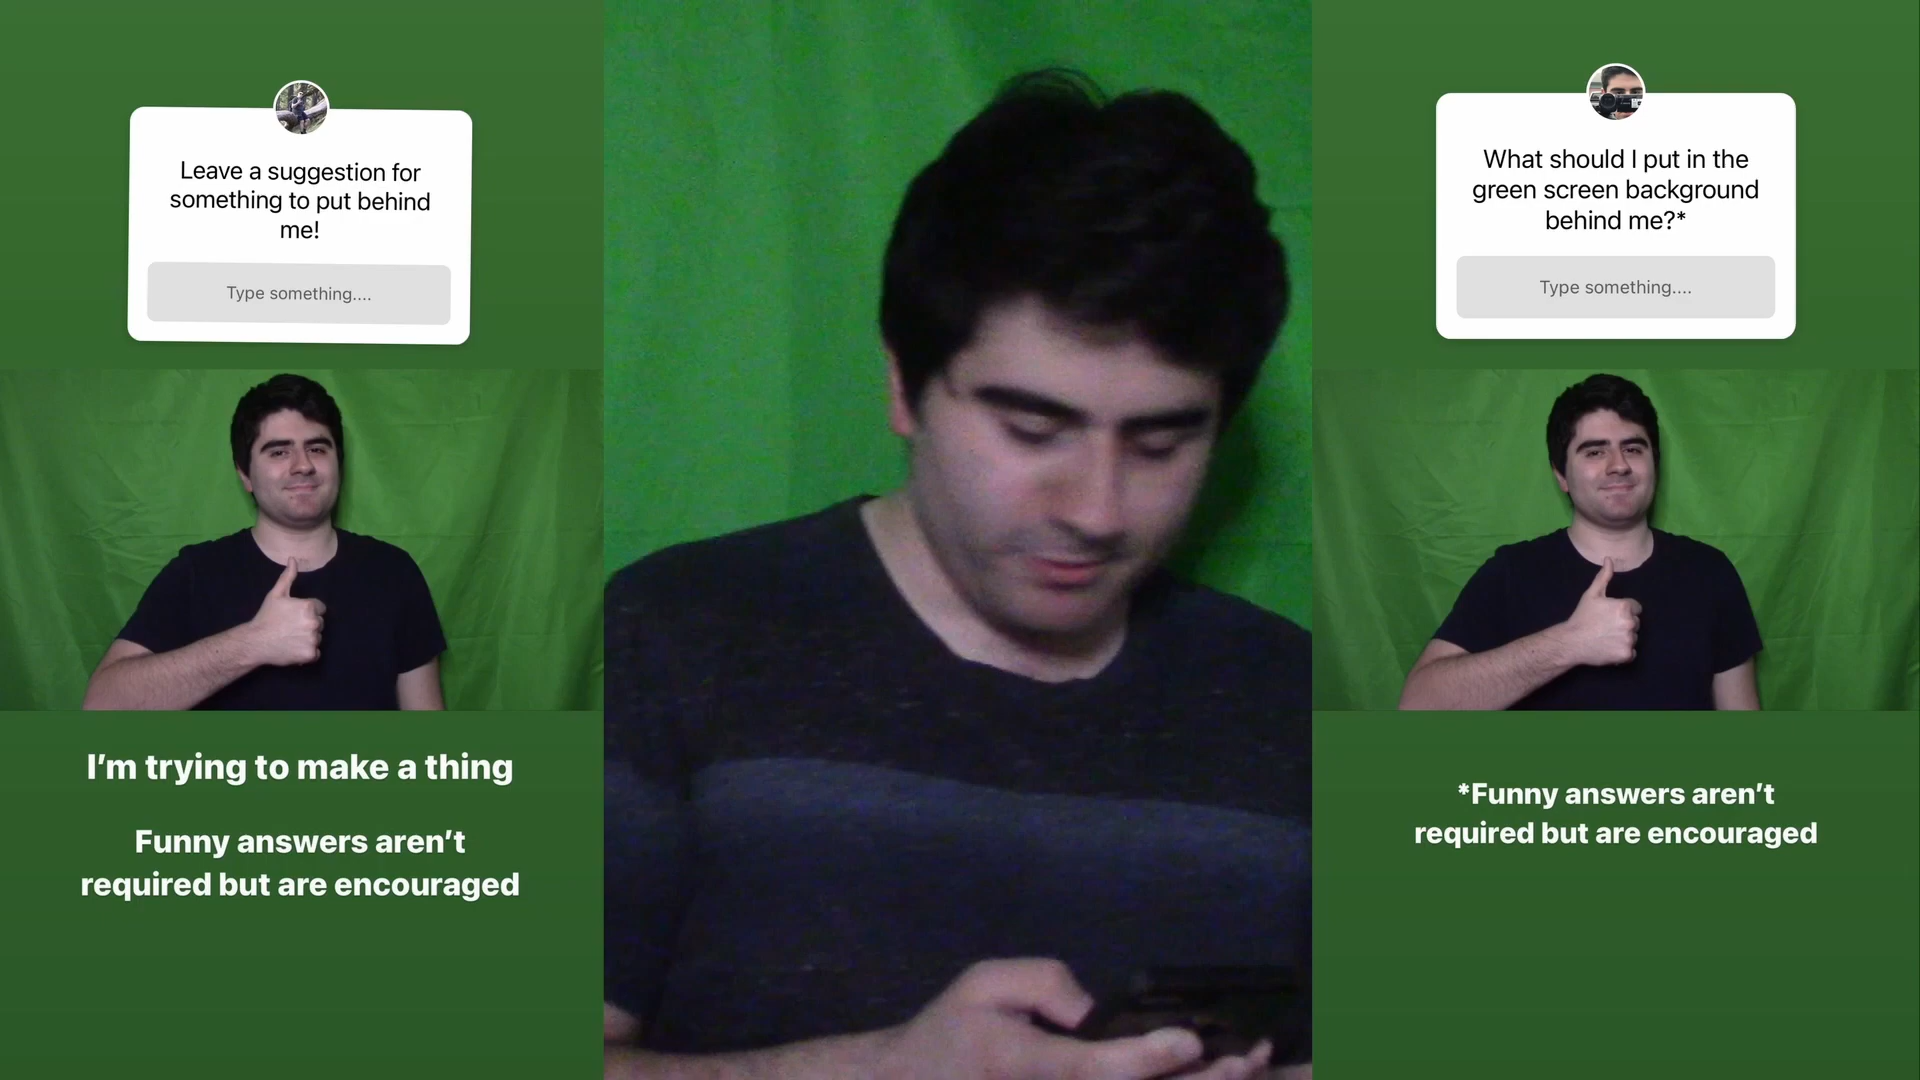 Leave a suggestion for
something to put behind
me!
Type something....
I’m trying to make a thing
Funny answers aren’t
required but are encouraged
What should I put in the
green screen background
behind me?*
Type something....
*Funny answers aren’t
required but are encouraged